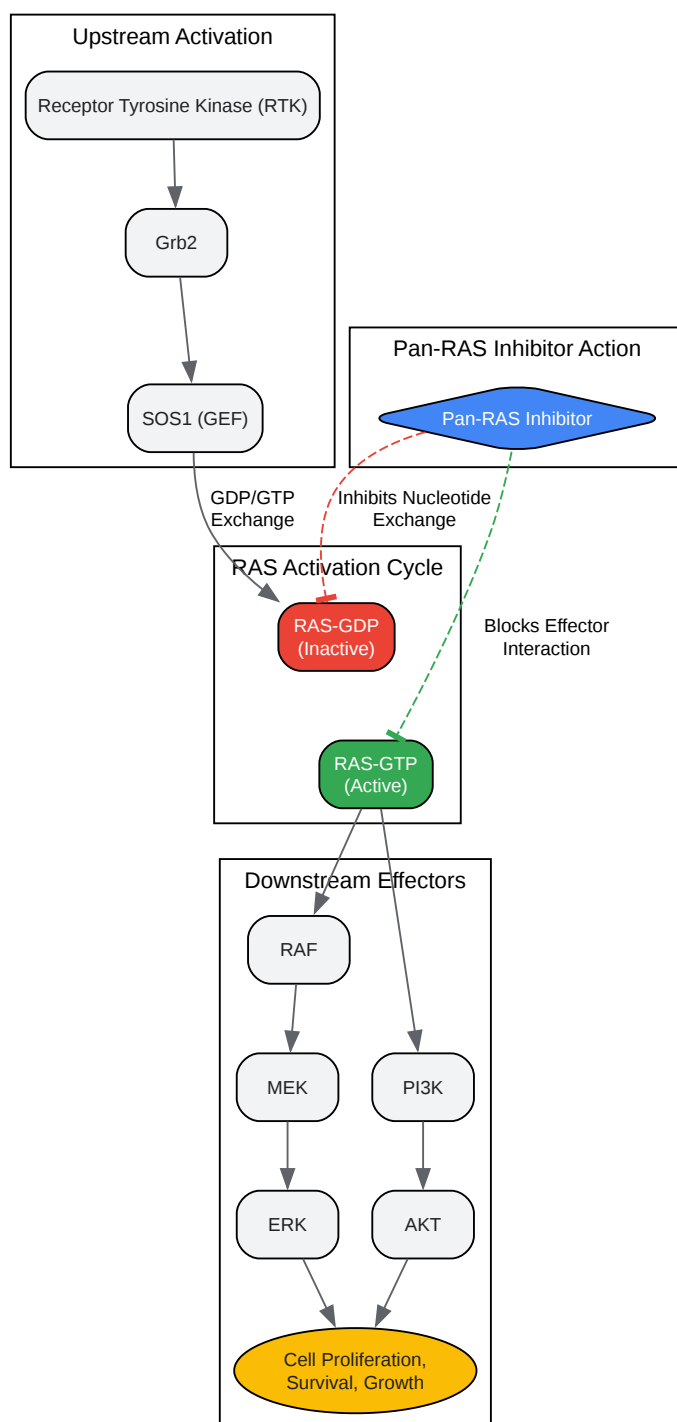 Upstream Activation
Receptor Tyrosine Kinase (RTK)
Grb2
SOS1 (GEF)
Pan-RAS Inhibitor Action
Pan-RAS Inhibitor
GDP/GTP
Exchange
Inhibits Nucleotide
Exchange
RAS Activation Cycle
RAS-GDP
(Inactive)
Blocks Effector
Interaction
RAS-GTP
(Active)
Downstream Effectors
RAF
MEK
PI3K
ERK
AKT
Cell Proliferation,
Survival, Growth